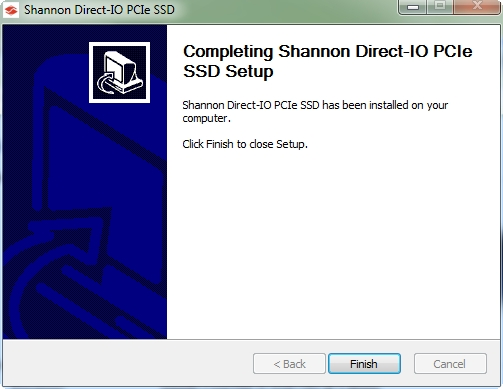 Shannon Direct-IO PCIe SSD
Completing Shannon Direct-IO PCIe
SSD Setup
Shannon Direct-IO PCIe SSD has been installed on your
computer.
Click Finish to close Setup.
< Back
Finish
Cancel